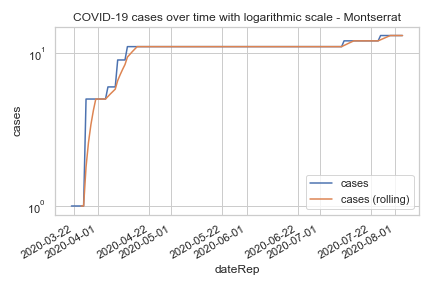 COVID-19 cases over time with logarithmic scale - Montserrat
cases
10¹
10⁰
cases
cases (rolling)
2020-03-22
2020-04-01
2020-04-22
2020-05-01
2020-05-22
2020-06-01
2020-06-22
2020-07-01
2020-07-22
2020-08-01
dateRep